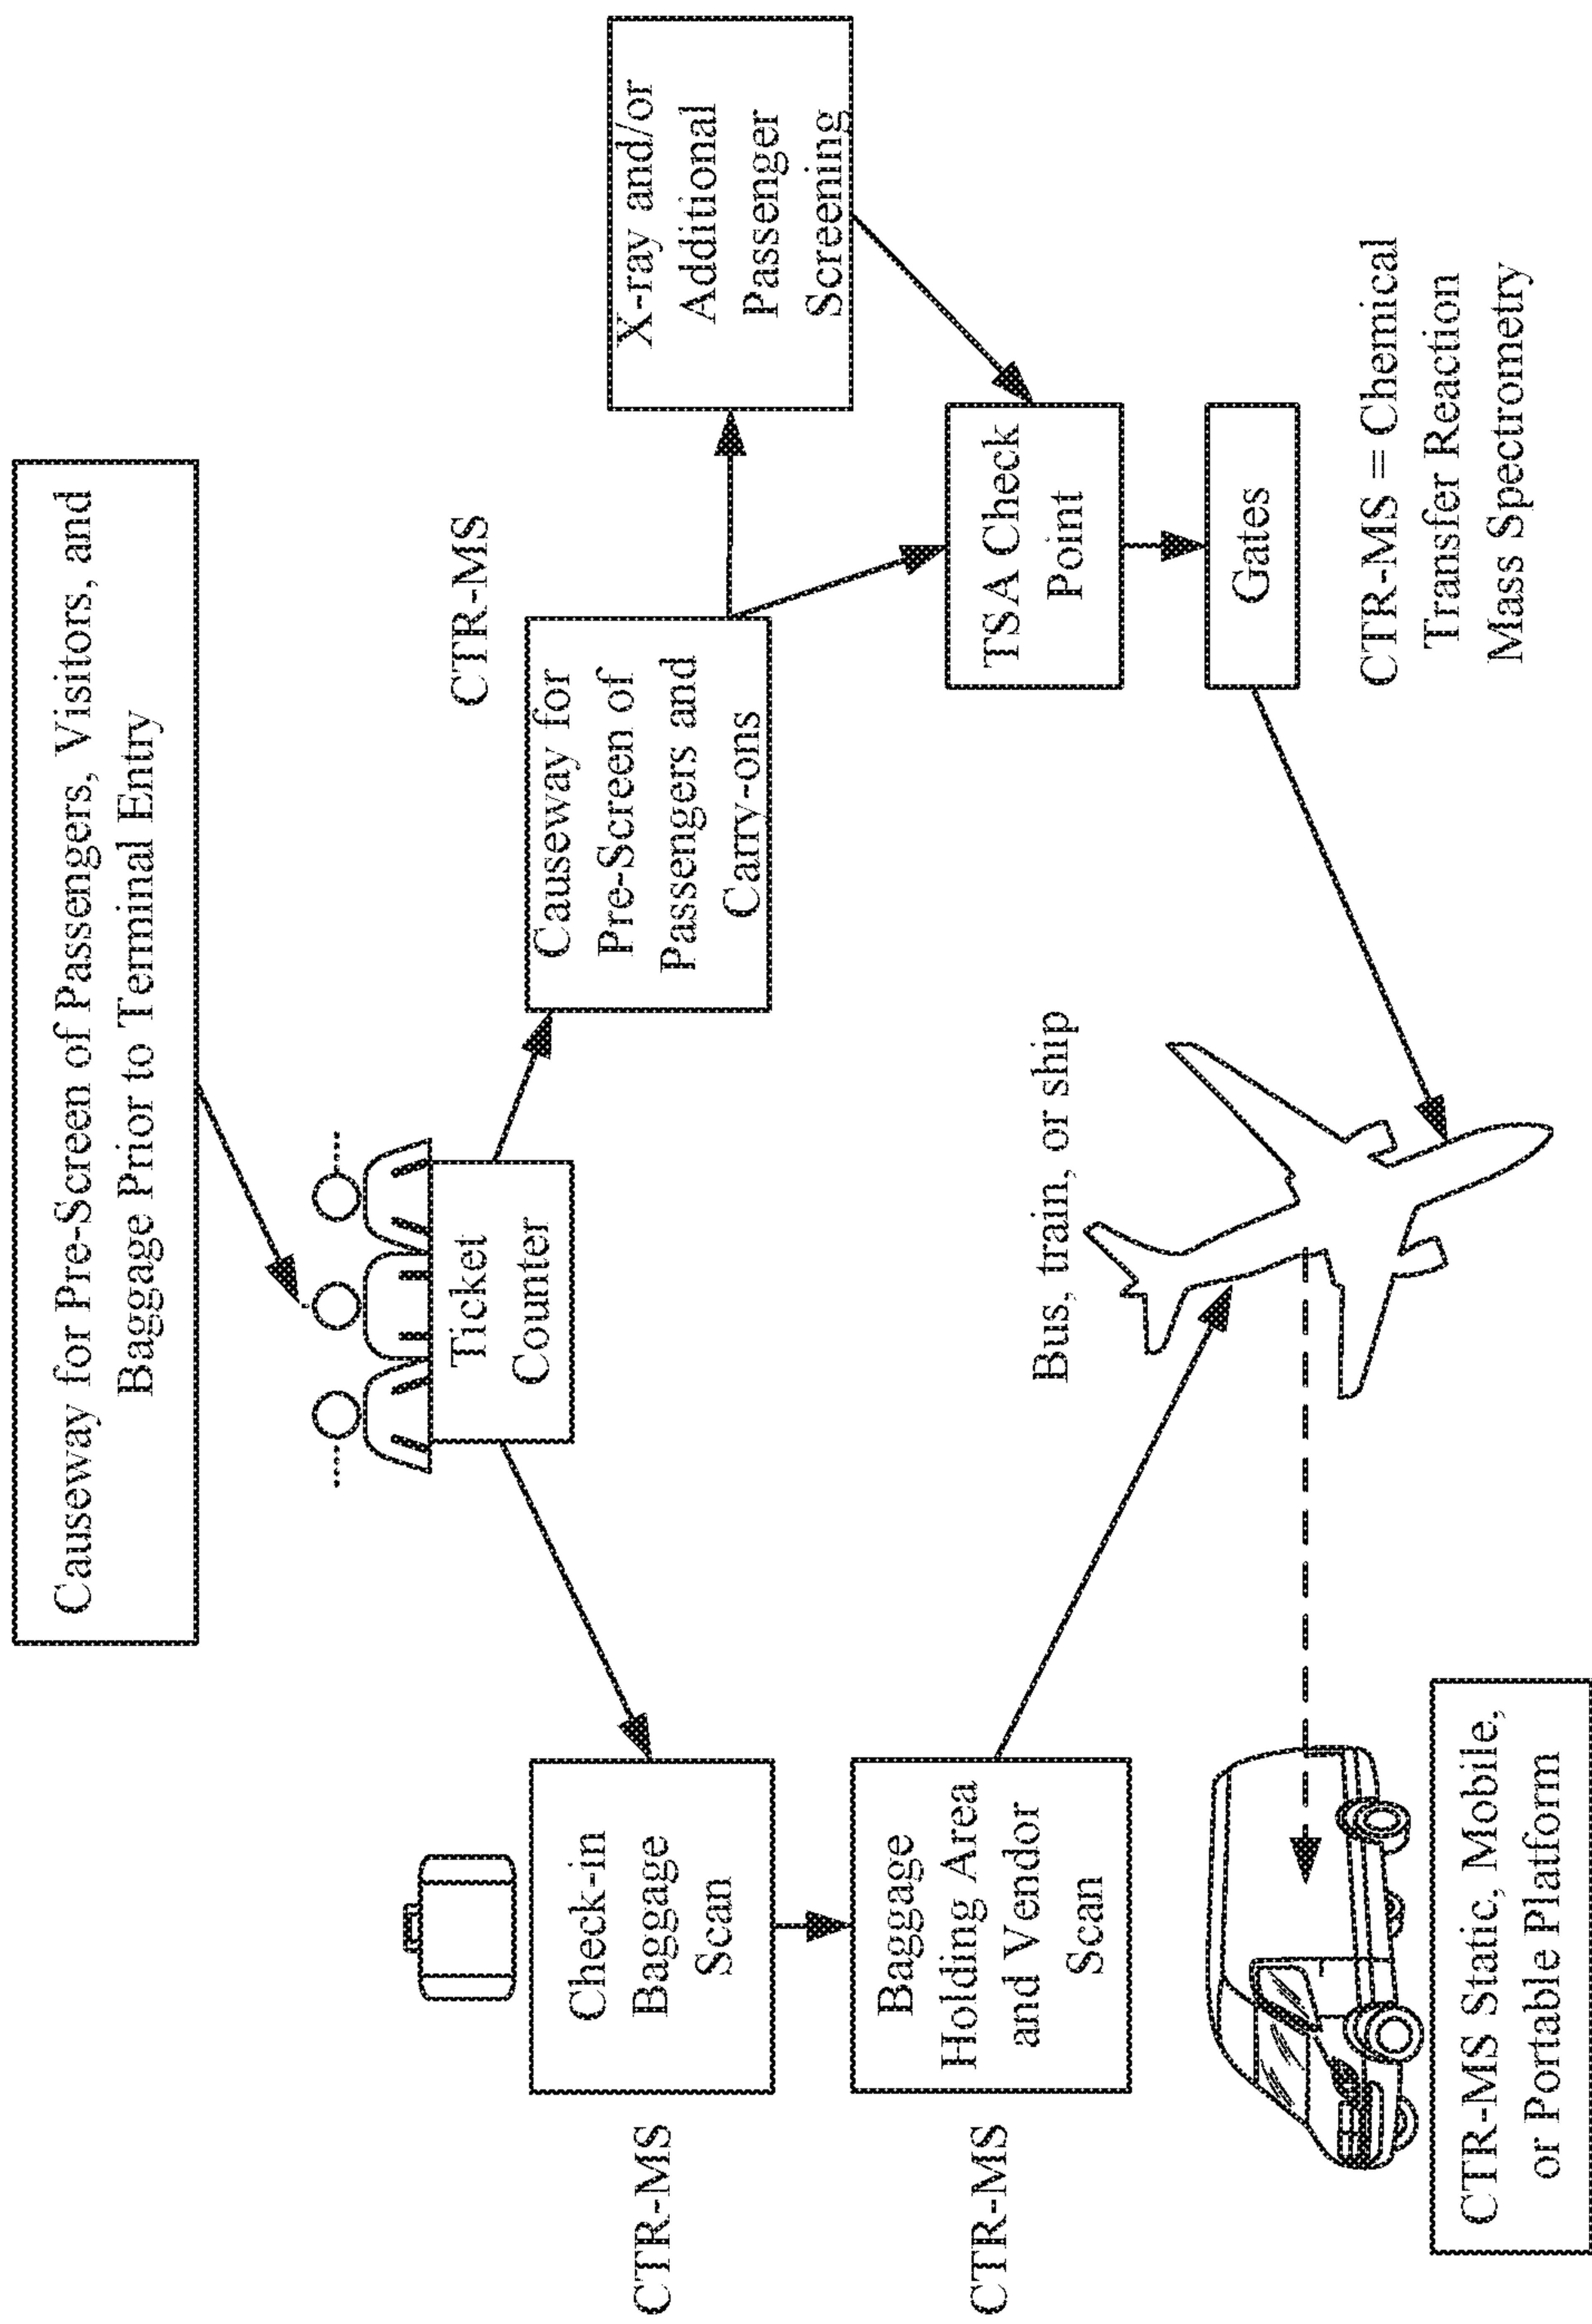 Causeway for Pre-Screen of Passengers, Visitors, and
Baggage Prior to Terminal Entry
Ticket
Counter
CTR-MS
Check-in
Baggage
Scan
CTR-MS
Baggage
Holding Area
and Vendor
Scan
CTR-MS
Causeway for
Pre-Screen of
Passengers and
Carry-ons
X-ray and/or
Additional
Passenger
Screening
TSA Check
Point
Gates
Bus, train, or ship
CTR-MS Static, Mobile,
or Portable Platform
CTR-MS = Chemical
Transfer Reaction
Mass Spectrometry